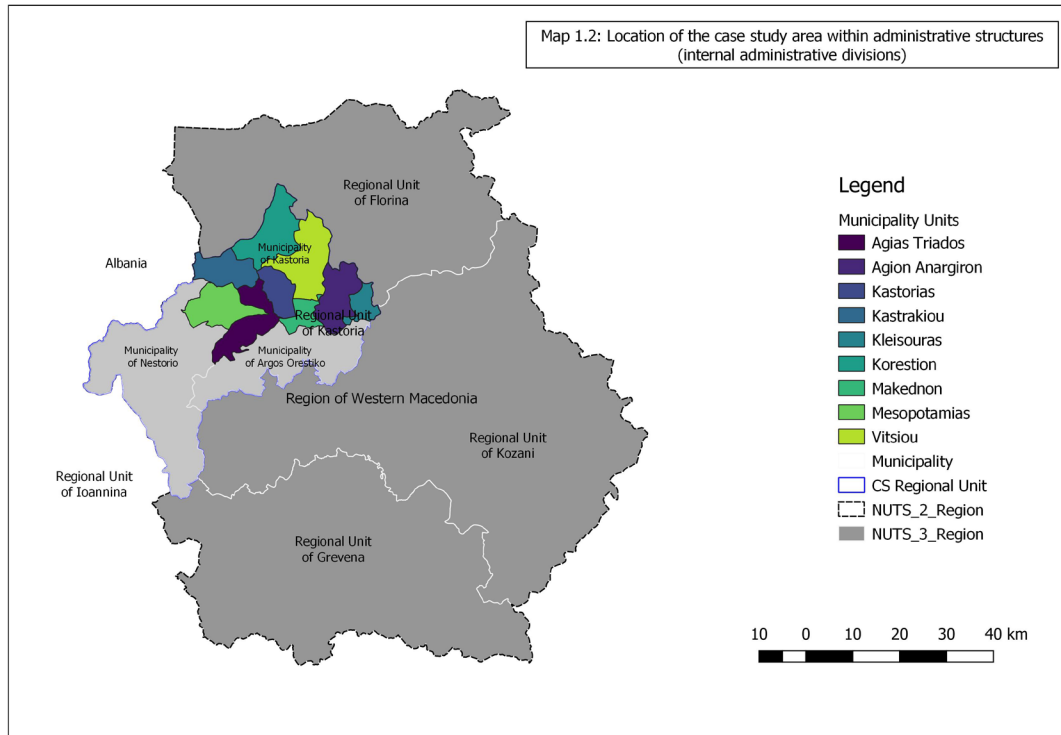 Map 1.2: Location of the case study area within administrative structures
(internal administrative divisions)
Regional Unit
of Florina
Municipality
of Kastoria
Albania
Regional Unit
of Kastoria
Municipality
of Nestorio
Municipality
of Argos Orestiko
Region of Western Macedonia
Regional Unit
of Kozani
Regional Unit
of Ioannina
Regional Unit
of Grevena
Legend
Municipality Units
Agias Triados
Agion Anargiron
Kastorias
Kastrakiou
Kleisouras
Korestion
Makednon
Mesopotamias
Vitsiou
Municipality
CS Regional Unit
NUTS_2_Region
NUTS_3_Region
10 0 10 20 30 40 km